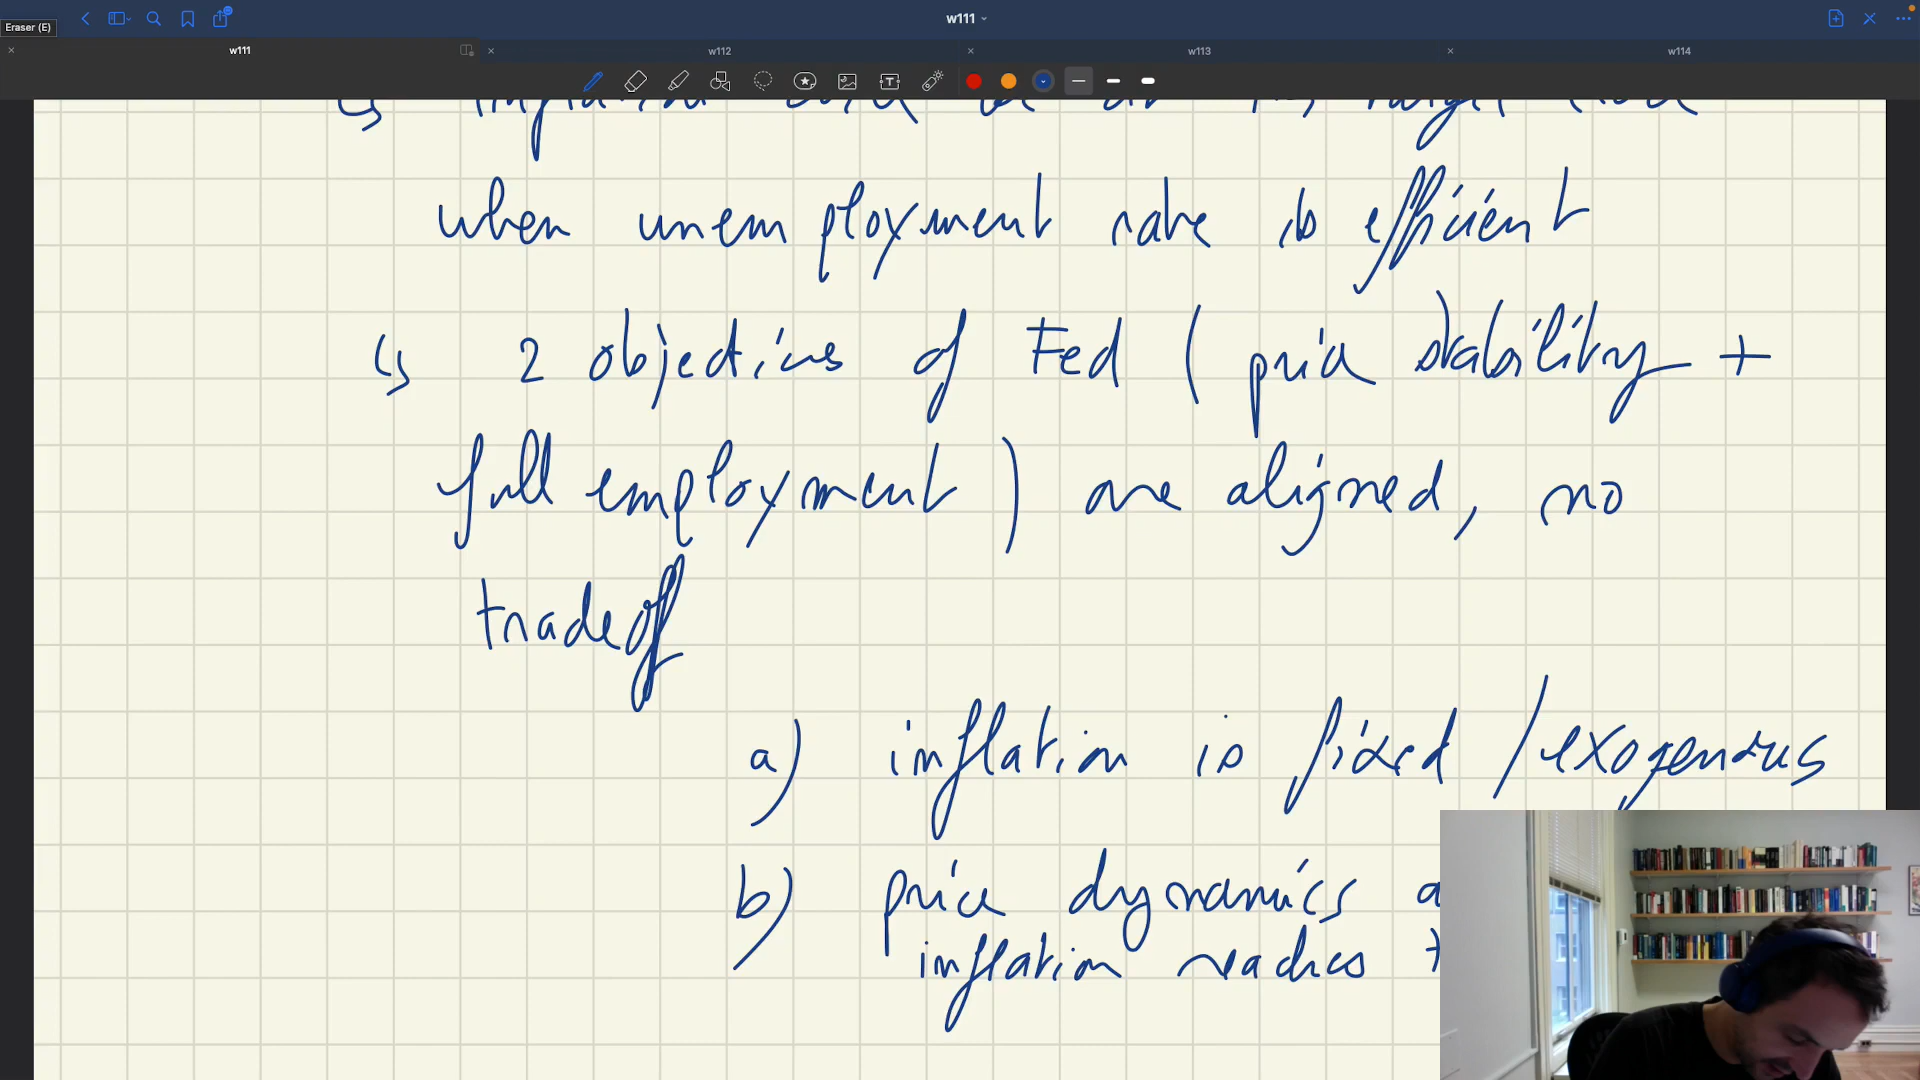 w111
Eraser (E)
w111
w112
w113
w114
when unemployment rate is efficient
↳ 2 objectives of Fed (price stability +
full employment) are aligned, no
tradeoff
a) inflation is fixed / exogenous
b) price dynamics a
inflation reaches t